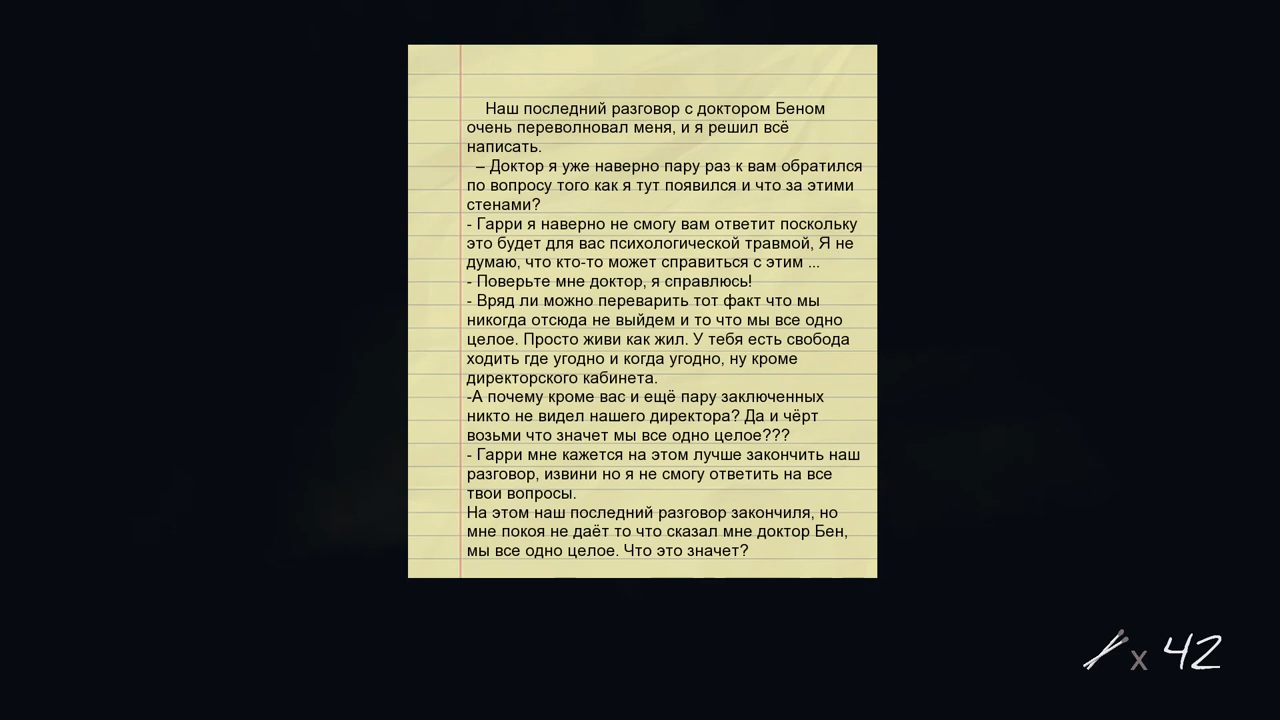 Наш последний разговор с доктором Беном
очень переволновал меня, и я решил всё
написать.
– Доктор я уже наверно пару раз к вам обратился
по вопросу того как я тут появился и что за этими
стенами?
- Гарри я наверно не смогу вам ответит поскольку
это будет для вас психологической травмой, Я не
думаю, что кто-то может справиться с этим ...
- Поверьте мне доктор, я справлюсь!
- Вряд ли можно переварить тот факт что мы
никогда отсюда не выйдем и то что мы все одно
целое. Просто живи как жил. У тебя есть свобода
ходить где угодно и когда угодно, ну кроме
директорского кабинета.
-А почему кроме вас и ещё пару заключенных
никто не видел нашего директора? Да и чёрт
возьми что значет мы все одно целое???
- Гарри мне кажется на этом лучше закончить наш
разговор, извини но я не смогу ответить на все
твои вопросы.
На этом наш последний разговор закончиля, но
мне покоя не даёт то что сказал мне доктор Бен,
мы все одно целое. Что это значет?
x 42